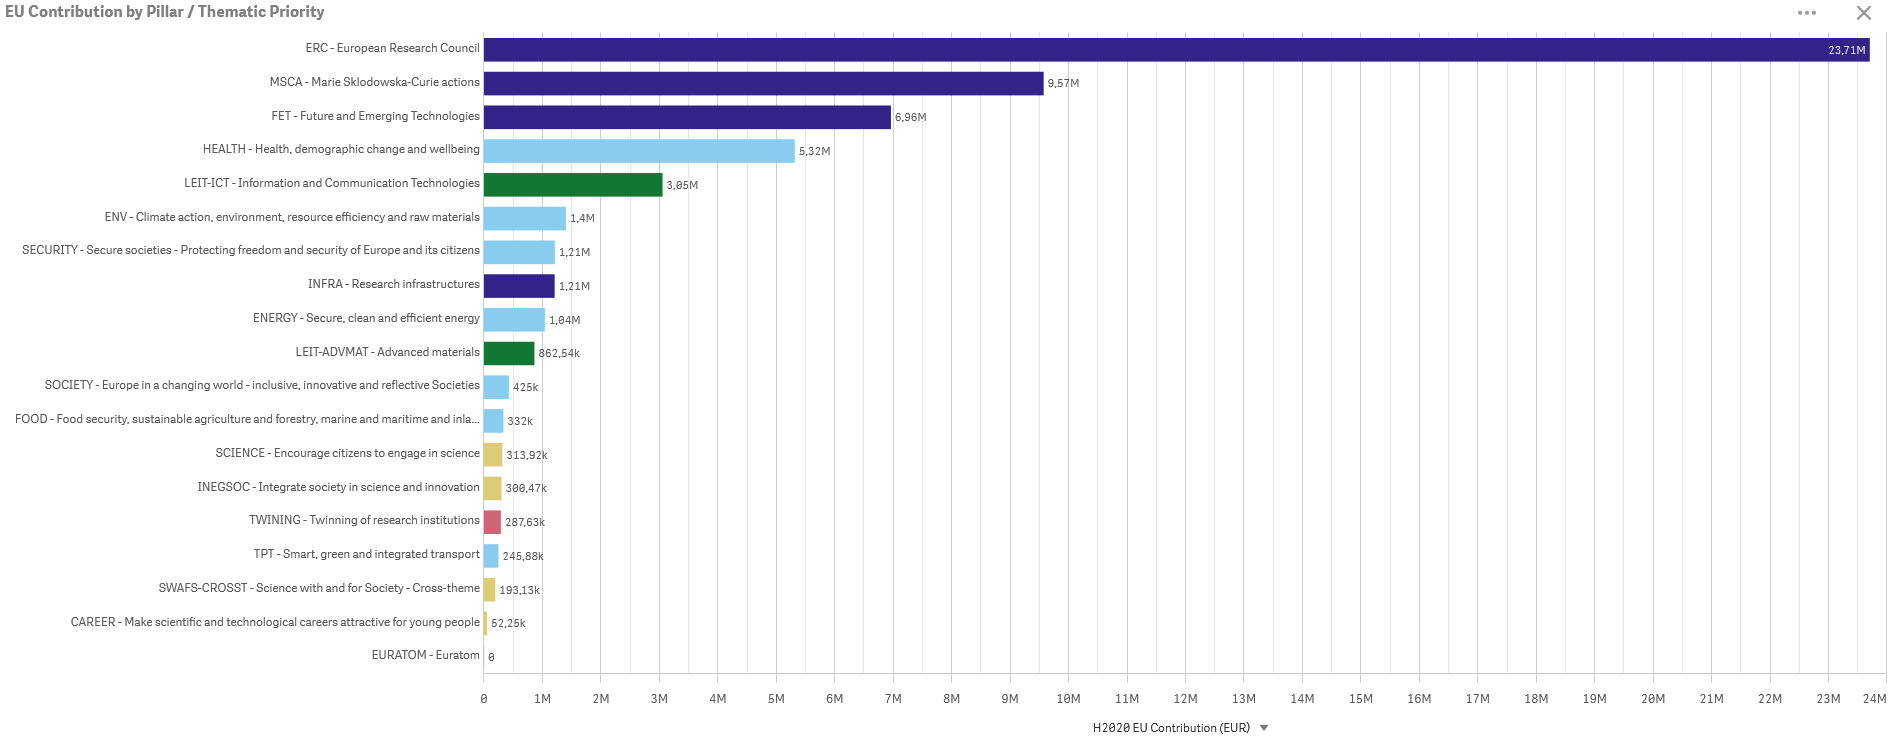 EU Contribution by Pillar / Thematic Priority
ERC - European Research Council 23,71M
MSCA - Marie Sklodowska-Curie actions 9,57M
FET - Future and Emerging Technologies 6,96M
HEALTH - Health, demographic change and wellbeing 5,32M
LEIT-ICT - Information and Communication Technologies 3,05M
ENV - Climate action, environment, resource efficiency and raw materials 1,4M
SECURITY - Secure societies - Protecting freedom and security of Europe and its citizens 1,21M
INFRA - Research infrastructures 1,21M
ENERGY - Secure, clean and efficient energy 1,04M
LEIT-ADVMAT - Advanced materials 862,54k
SOCIETY - Europe in a changing world - inclusive, innovative and reflective Societies 425k
FOOD - Food security, sustainable agriculture and forestry, marine and maritime and inla... 332k
SCIENCE - Encourage citizens to engage in science 313,92k
INEGSOC - Integrate society in science and innovation 300,47k
TWINING - Twinning of research institutions 287,63k
TPT - Smart, green and integrated transport 245,88k
SWAFS-CROSST - Science with and for Society - Cross-theme 193,13k
CAREER - Make scientific and technological careers attractive for young people 52,25k
EURATOM - Euratom 0
0 1M 2M 3M 4M 5M 6M 7M 8M 9M 10M 11M 12M 13M 14M 15M 16M 17M 18M 19M 20M 21M 22M 23M 24M
H2020 EU Contribution (EUR)